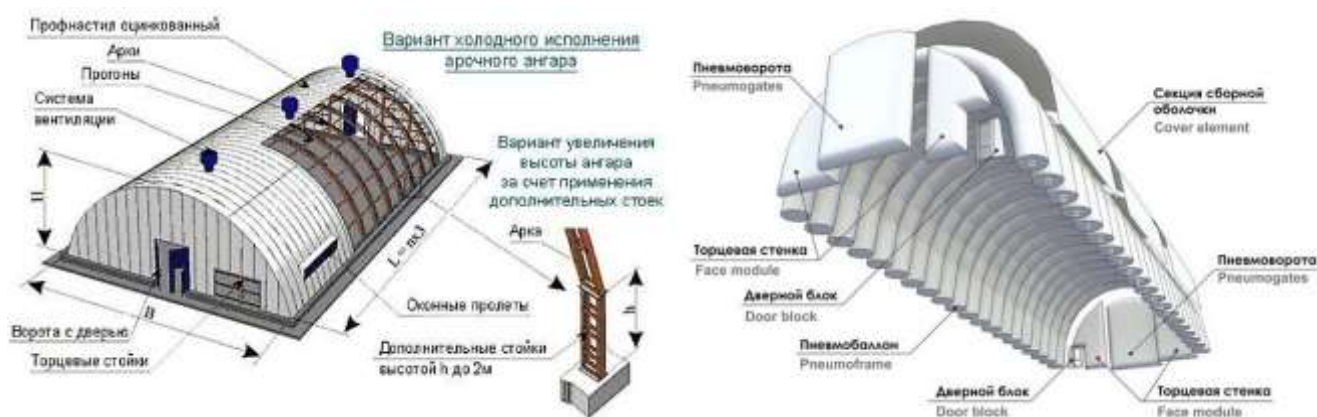 Профнастил оцинкованный
Арки
Прогоны
Система
вентиляции
Вариант холодного исполнения
арочного ангара
Вариант увеличения
высоты ангара
за счет применения
дополнительных стоек
Арка
H
L = nx3
B
h
Оконные пролеты
Ворота с дверью
Торцевые стойки
Дополнительные стойки
высотой h до 2м
Пневмоворота
Pneumogates
Секция сборной
оболочки
Cover element
Торцевая стенка
Face module
Дверной блок
Door block
Пневмобаллон
Pneumoframe
Пневмоворота
Pneumogates
Дверной блок
Door block
Торцевая стенка
Face module